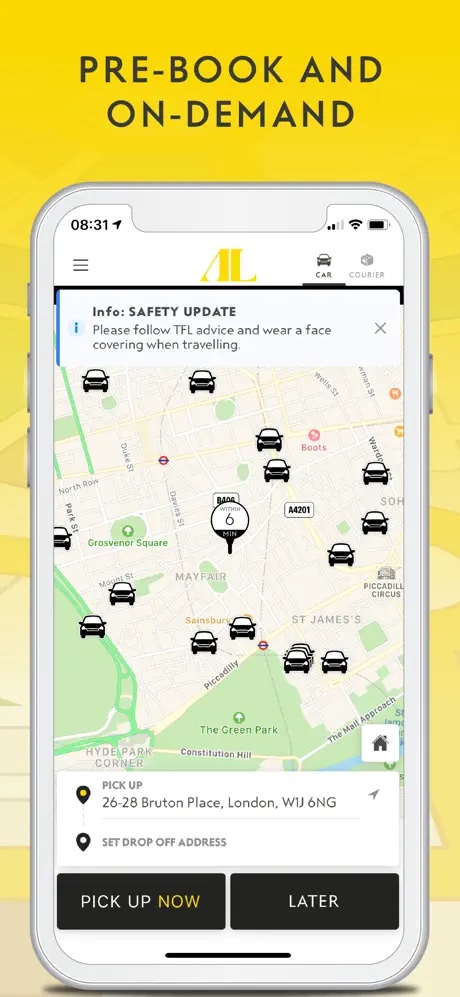 PRE-BOOK AND
ON-DEMAND
08:31
AL
CAR
COURIER
Info: SAFETY UPDATE
Please follow TFL advice and wear a face
covering when travelling.
Wells St
Boots
Duke St
North Row
Davies St
Park St
B406
WITHIN
6
MIN
A4201
SOH
Grosvenor Square
Mount St
MAYFAIR
PICCADILL
CIRCUS
Sainsbury
ST JAMES'S
Piccadilly
The Green Park
The Mall Approach
HYDE PARK
CORNER
Constitution Hill
PICK UP
26-28 Bruton Place, London, W1J 6NG
SET DROP OFF ADDRESS
PICK UP NOW
LATER